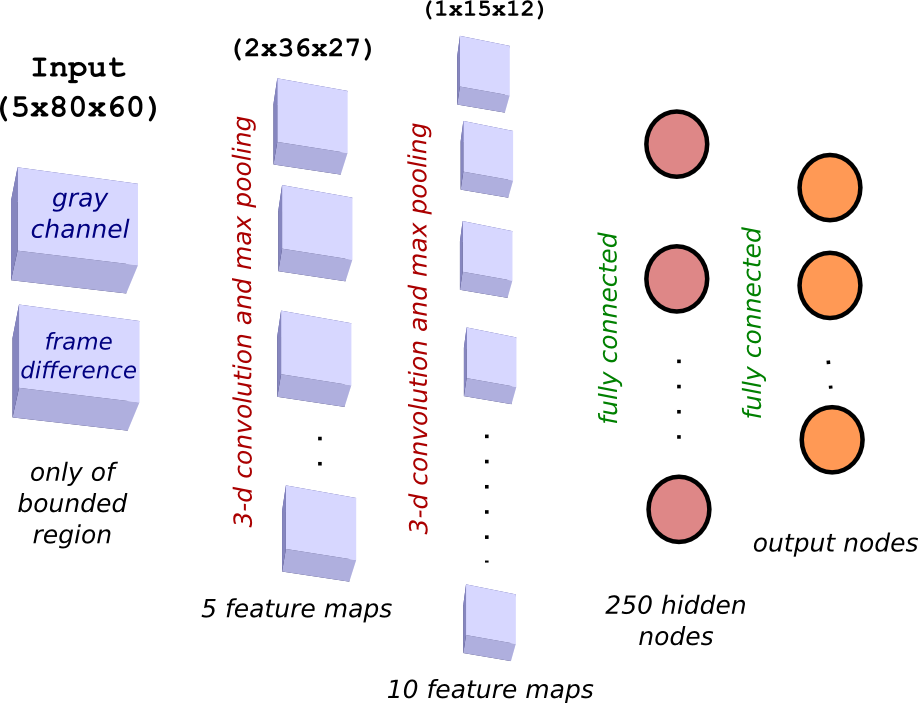 Input
(5x80x60)
gray
channel
frame
difference
only of
bounded
region
3-d convolution and max pooling
(2x36x27)
5 feature maps
3-d convolution and max pooling
(1x15x12)
10 feature maps
fully connected
250 hidden
nodes
fully connected
output nodes